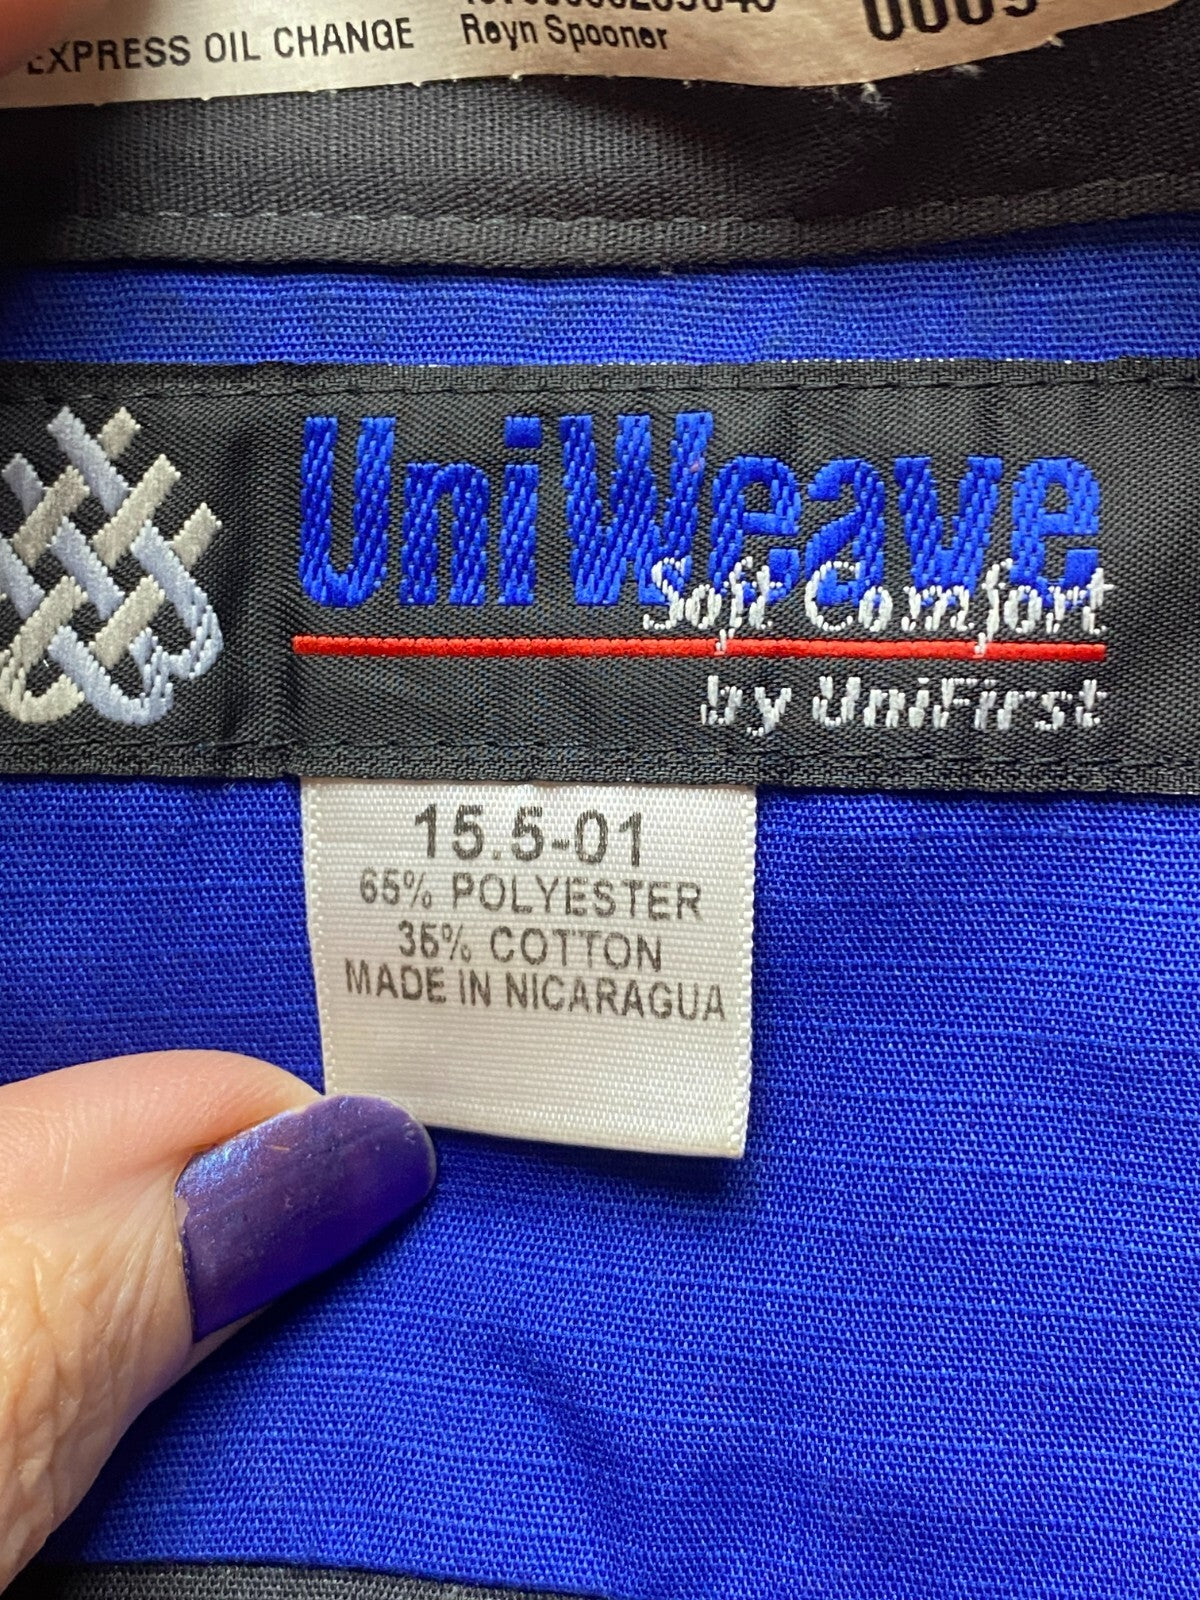 EXPRESS OIL CHANGE
Reyn Spooner
0009
UniWeave
Soft Comfort
by UniFirst
15.5-01
65% POLYESTER
35% COTTON
MADE IN NICARAGUA